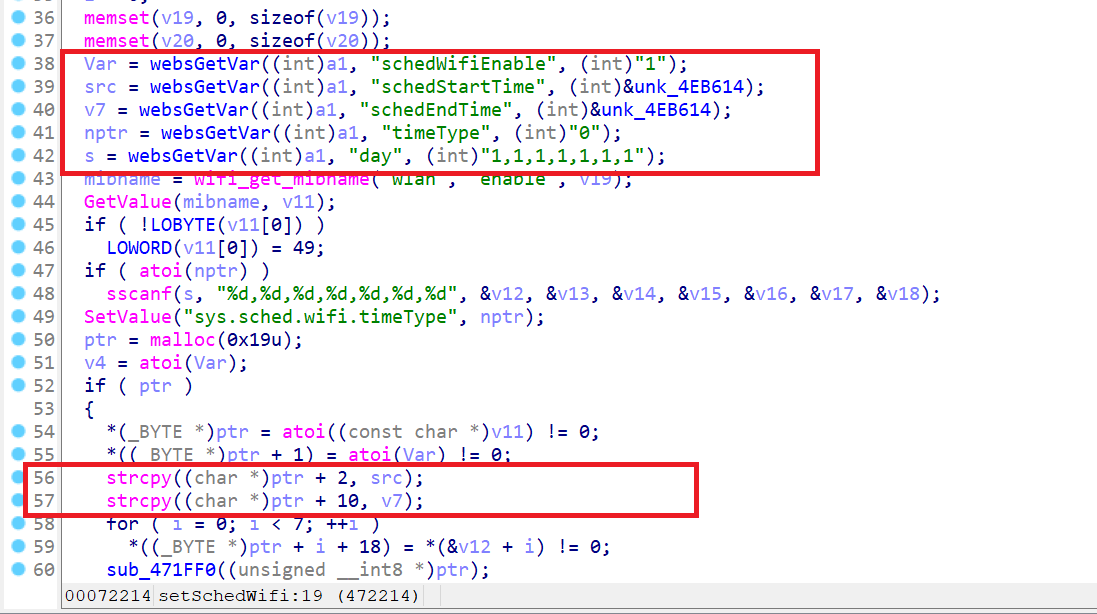 36 memset(v19, 0, sizeof(v19));
37 memset(v20, 0, sizeof(v20));
38 Var = websGetVar((int)a1, "schedWifiEnable", (int)"1");
39 src = websGetVar((int)a1, "schedStartTime", (int)&unk_4EB614);
40 v7 = websGetVar((int)a1, "schedEndTime", (int)&unk_4EB614);
41 nptr = websGetVar((int)a1, "timeType", (int)"0");
42 s = websGetVar((int)a1, "day", (int)"1,1,1,1,1,1,1");
43 mibname = wifi_get_mibname("wlan", "enable", v19);
44 GetValue(mibname, v11);
45 if ( !LOBYTE(v11[0]) )
46 LOWORD(v11[0]) = 49;
47 if ( atoi(nptr) )
48 sscanf(s, "%d,%d,%d,%d,%d,%d,%d", &v12, &v13, &v14, &v15, &v16, &v17, &v18);
49 SetValue("sys.sched.wifi.timeType", nptr);
50 ptr = malloc(0x19u);
51 v4 = atoi(Var);
52 if ( ptr )
53 {
54 *(_BYTE *)ptr = atoi((const char *)v11) != 0;
55 *((_BYTE *)ptr + 1) = atoi(Var) != 0;
56 strcpy((char *)ptr + 2, src);
57 strcpy((char *)ptr + 10, v7);
58 for ( i = 0; i < 7; ++i )
59 *((_BYTE *)ptr + i + 18) = *(&v12 + i) != 0;
60 sub_471FF0((unsigned __int8 *)ptr);
00072214 setSchedWifi:19 (472214)